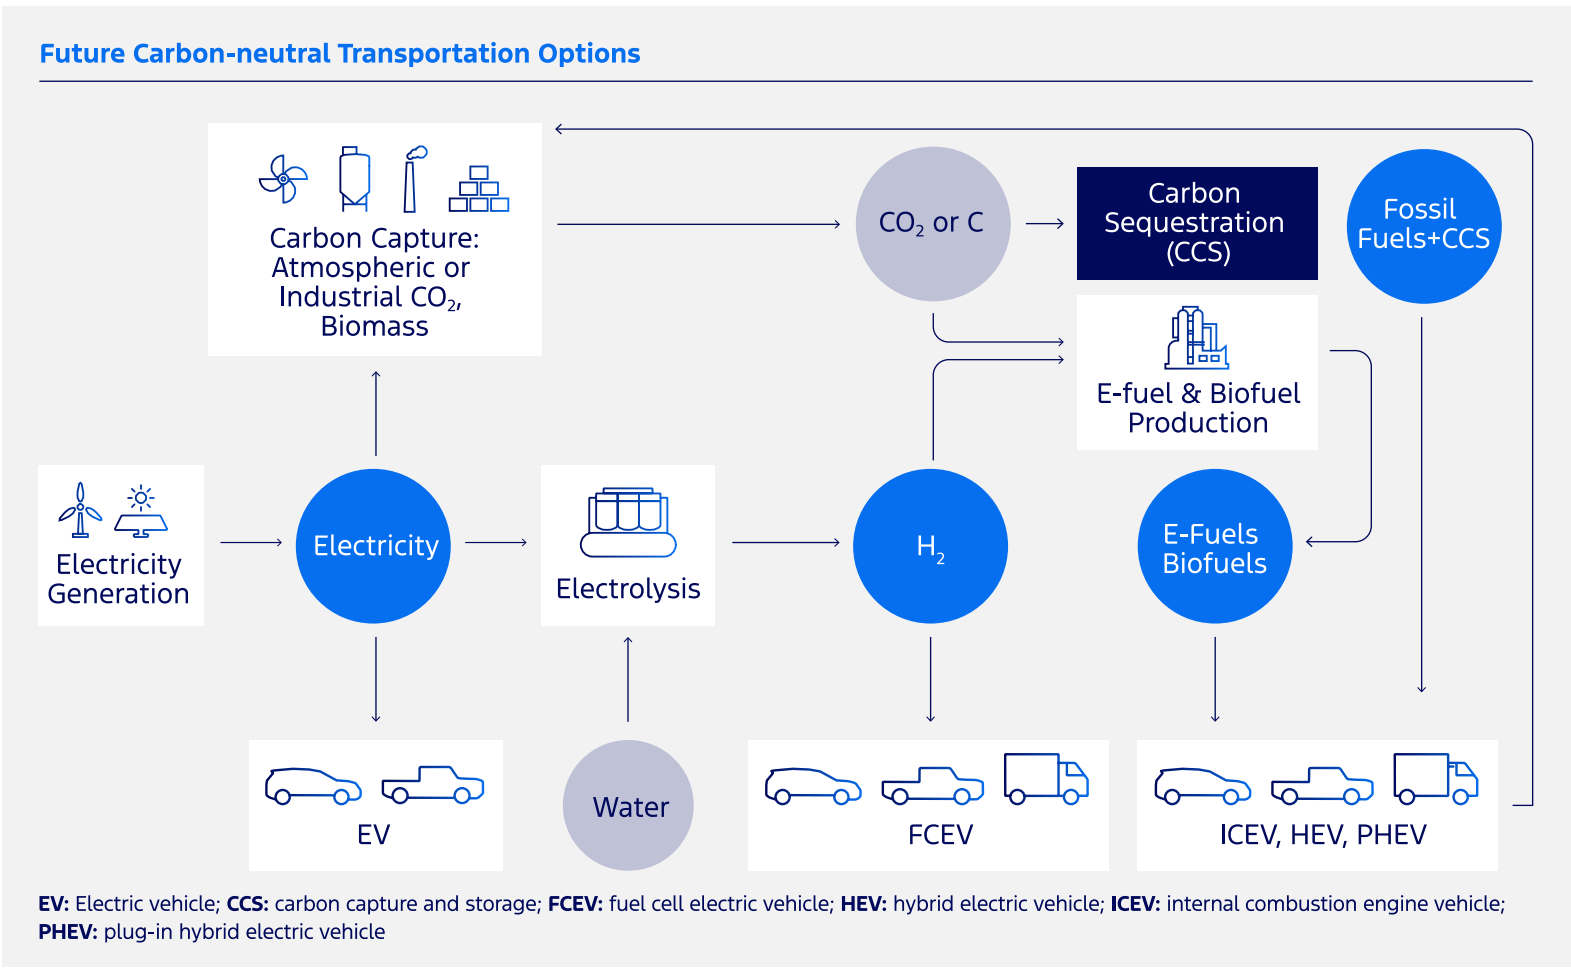 Future Carbon-neutral Transportation Options
Carbon Capture:
Atmospheric or
Industrial CO₂,
Biomass
CO₂ or C
Carbon
Sequestration
(CCS)
Fossil
Fuels+CCS
E-fuel & Biofuel
Production
Electricity
Generation
Electricity
Electrolysis
H₂
E-Fuels
Biofuels
EV
Water
FCEV
ICEV, HEV, PHEV
EV: Electric vehicle; CCS: carbon capture and storage; FCEV: fuel cell electric vehicle; HEV: hybrid electric vehicle; ICEV: internal combustion engine vehicle;
PHEV: plug-in hybrid electric vehicle